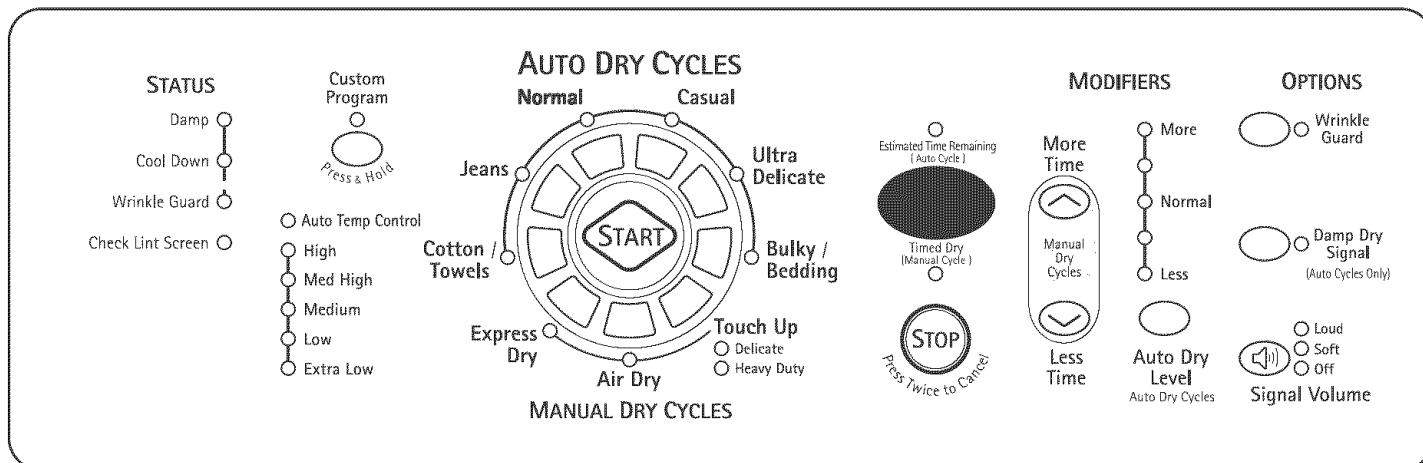 STATUS
Damp
Cool Down
Wrinkle Guard
Check Lint Screen
Custom
Program
Press & Hold
Auto Temp Control
High
Med High
Medium
Low
Extra Low
AUTO DRY CYCLES
Normal
Casual
Jeans
Ultra
Delicate
Cotton /
Towels
START
Bulky /
Bedding
Express
Dry
Air Dry
Touch Up
Delicate
Heavy Duty
MANUAL DRY CYCLES
Estimated Time Remaining
(Auto Cycle)
Timed Dry
(Manual Cycle)
STOP
Press Twice to Cancel
MODIFIERS
More
Time
Manual
Dry
Cycles
Less
Time
More
Normal
Less
Auto Dry
Level
Auto Dry Cycles
OPTIONS
Wrinkle
Guard
Damp Dry
Signal
(Auto Cycles Only)
Loud
Soft
Off
Signal Volume